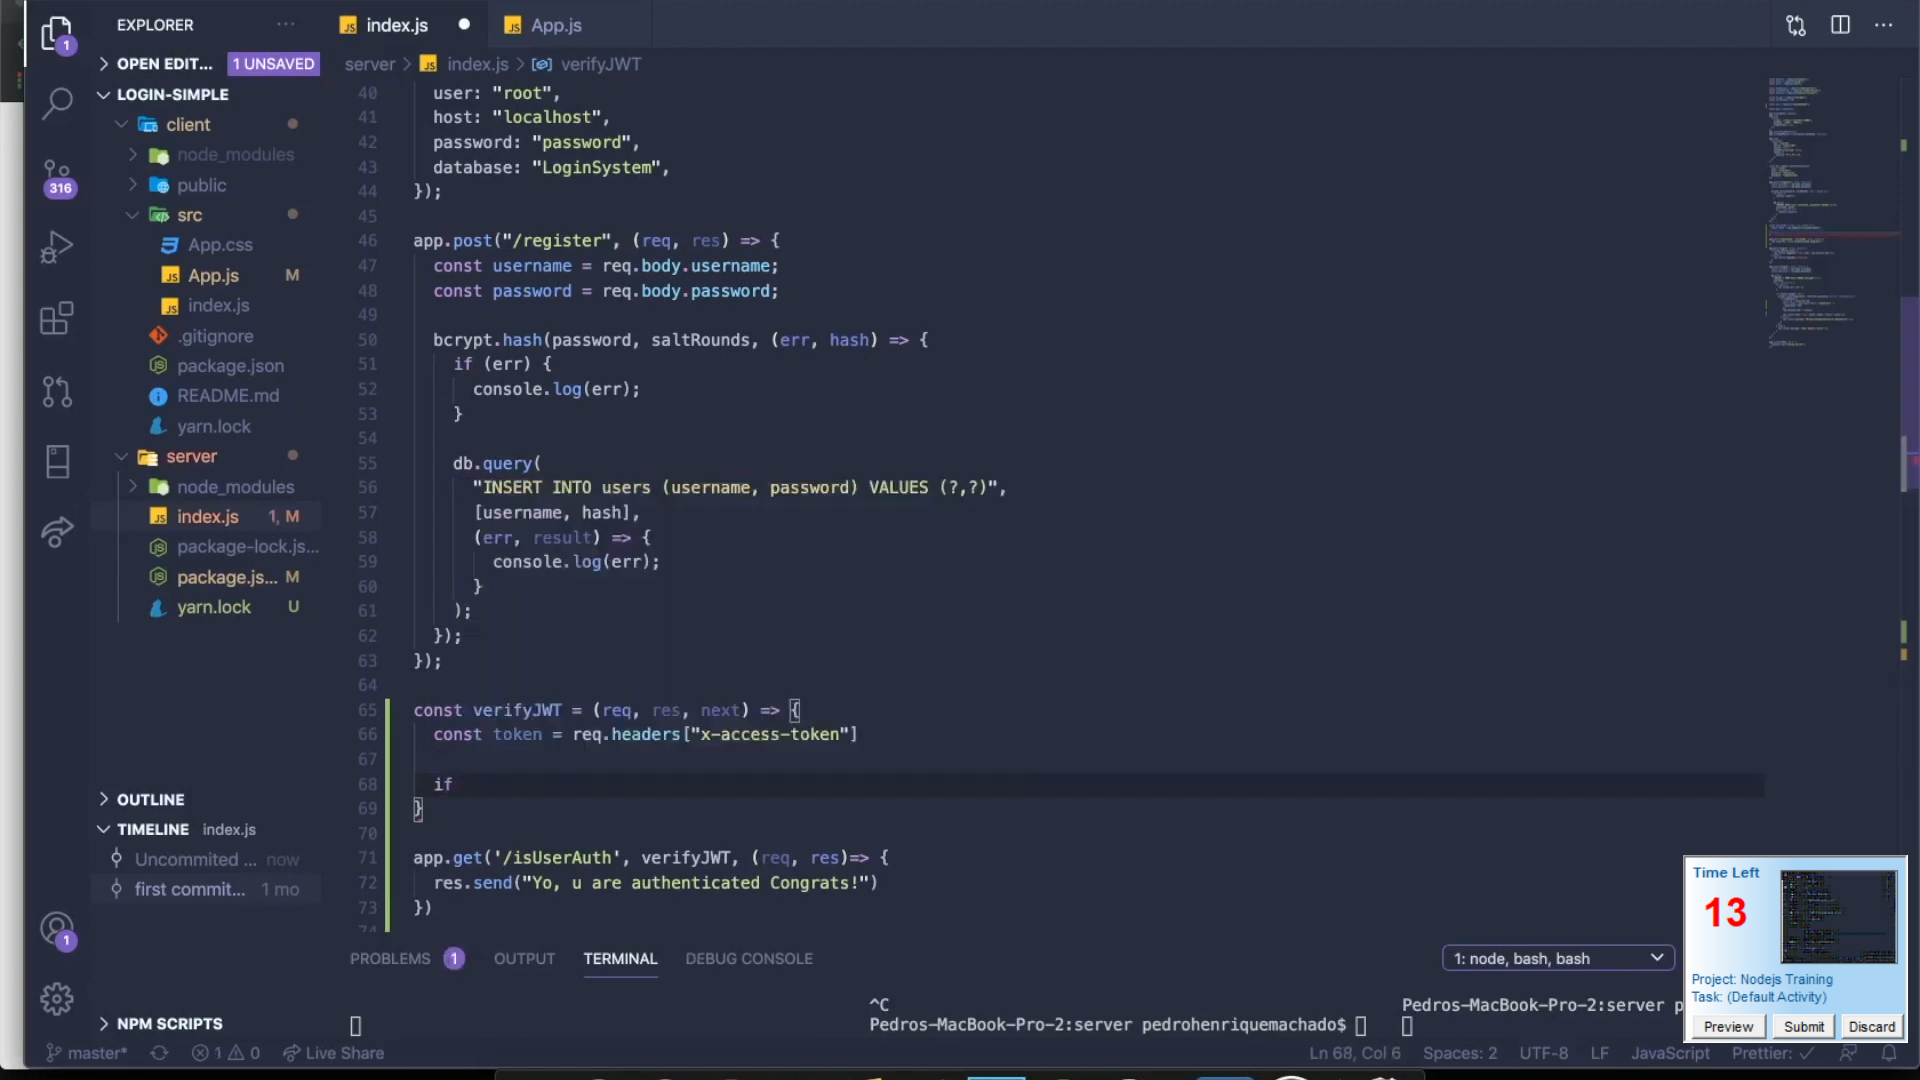 EXPLORER ...
index.js
App.js
1
OPEN EDIT... 1 UNSAVED
server > index.js > verifyJWT
LOGIN-SIMPLE
client
node_modules
public
src
App.css
App.js M
index.js
.gitignore
package.json
README.md
yarn.lock
server
node_modules
index.js 1, M
package-lock.js...
package.js... M
yarn.lock U
316
OUTLINE
TIMELINE index.js
Uncommited ... now
first commit... 1 mo
1
NPM SCRIPTS
40 user: "root",
41 host: "localhost",
42 password: "password",
43 database: "LoginSystem",
44 });
45
46 app.post("/register", (req, res) => {
47 const username = req.body.username;
48 const password = req.body.password;
49
50 bcrypt.hash(password, saltRounds, (err, hash) => {
51 if (err) {
52 console.log(err);
53 }
54
55 db.query(
56 "INSERT INTO users (username, password) VALUES (?,?)",
57 [username, hash],
58 (err, result) => {
59 console.log(err);
60 }
61 );
62 });
63 });
64
65 const verifyJWT = (req, res, next) => {
66 const token = req.headers["x-access-token"]
67
68 if
69 }
70
71 app.get('/isUserAuth', verifyJWT, (req, res)=> {
72 res.send("Yo, u are authenticated Congrats!")
73 })
74
PROBLEMS 1 OUTPUT TERMINAL DEBUG CONSOLE
1: node, bash, bash
^C
Pedros-MacBook-Pro-2:server pedrohenriquemachado$
Pedros-MacBook-Pro-2:server p
Time Left
13
Project: Nodejs Training
Task: (Default Activity)
Preview Submit Discard
master* 1 0 Live Share
Ln 68, Col 6 Spaces: 2 UTF-8 LF JavaScript Prettier: ✓